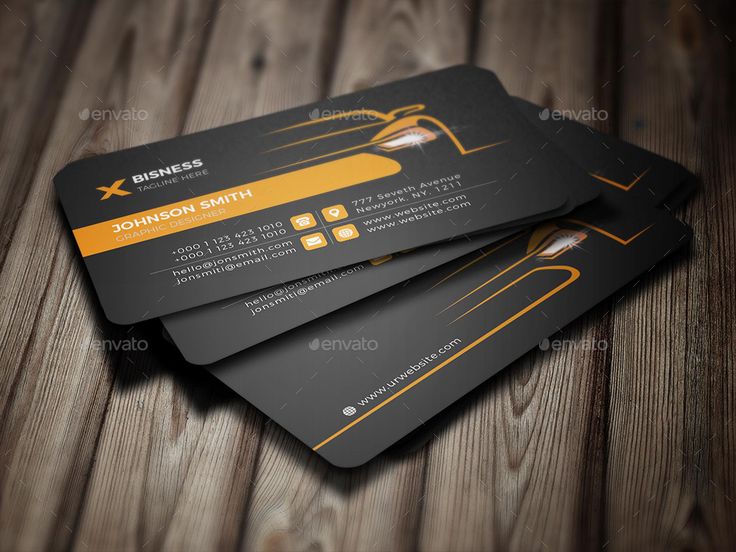 BISNESS
TAGLINE HERE
JOHNSON SMITH
GRAPHIC DESIGNER
+000 1 123 423 1010
+000 1 123 423 1010
hello@jonsmith.com
jonsmiti@email.com
777 Seveth Avenue
Newyork, NY. 1211
www.website.com
www.website.com
hello@jonsmith.com
jonsmiti@email.com
www.urwebsite.com
envato
envato
envato
envato
envato
envato